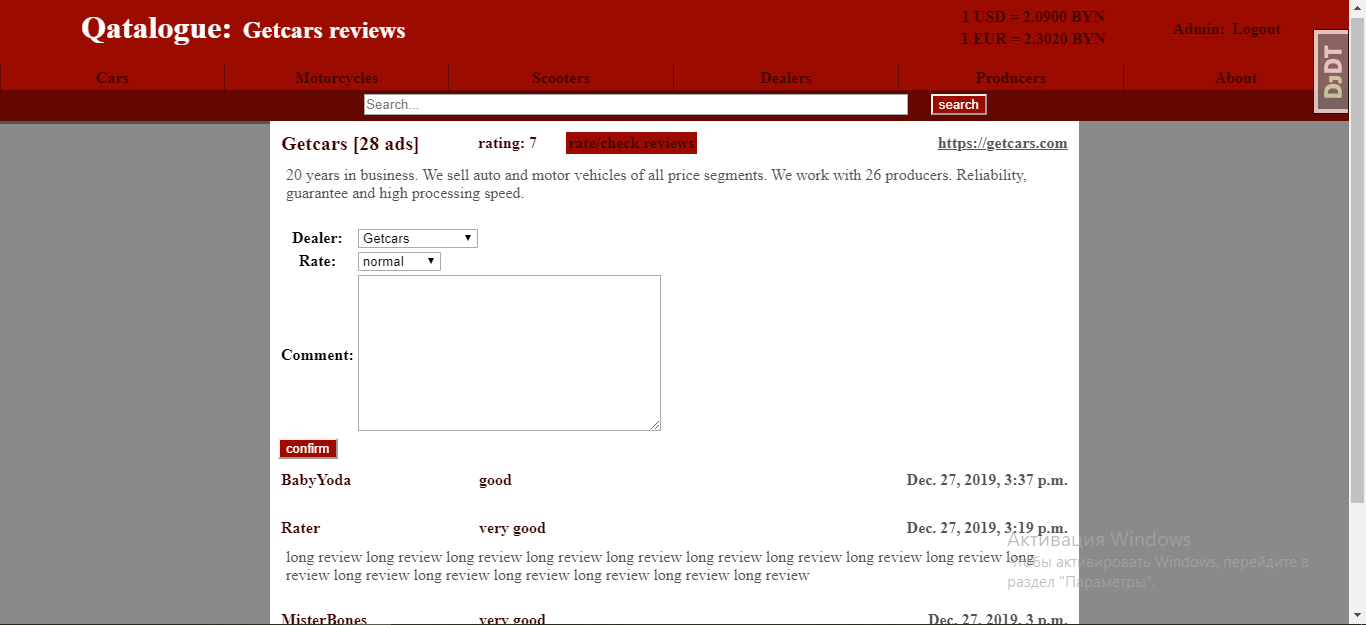 Qatalogue: Getcars reviews
1 USD = 2.0900 BYN
1 EUR = 2.3020 BYN
Admin: Logout
DjDT
Cars Motorcycles Scooters Dealers Producers About
Search... search
Getcars [28 ads] rating: 7 rate/check reviews https://getcars.com
20 years in business. We sell auto and motor vehicles of all price segments. We work with 26 producers. Reliability,
guarantee and high processing speed.
Dealer: Getcars
Rate: normal
Comment:
confirm
BabyYoda good Dec. 27, 2019, 3:37 p.m.
Rater very good Dec. 27, 2019, 3:19 p.m.
long review long review long review long review long review long review long review long review long review long
review long review long review long review long review long review long review
Активация Windows
Чтобы активировать Windows, перейдите в
раздел "Параметры".
MisterBones very good Dec. 27, 2019, 3 p.m.